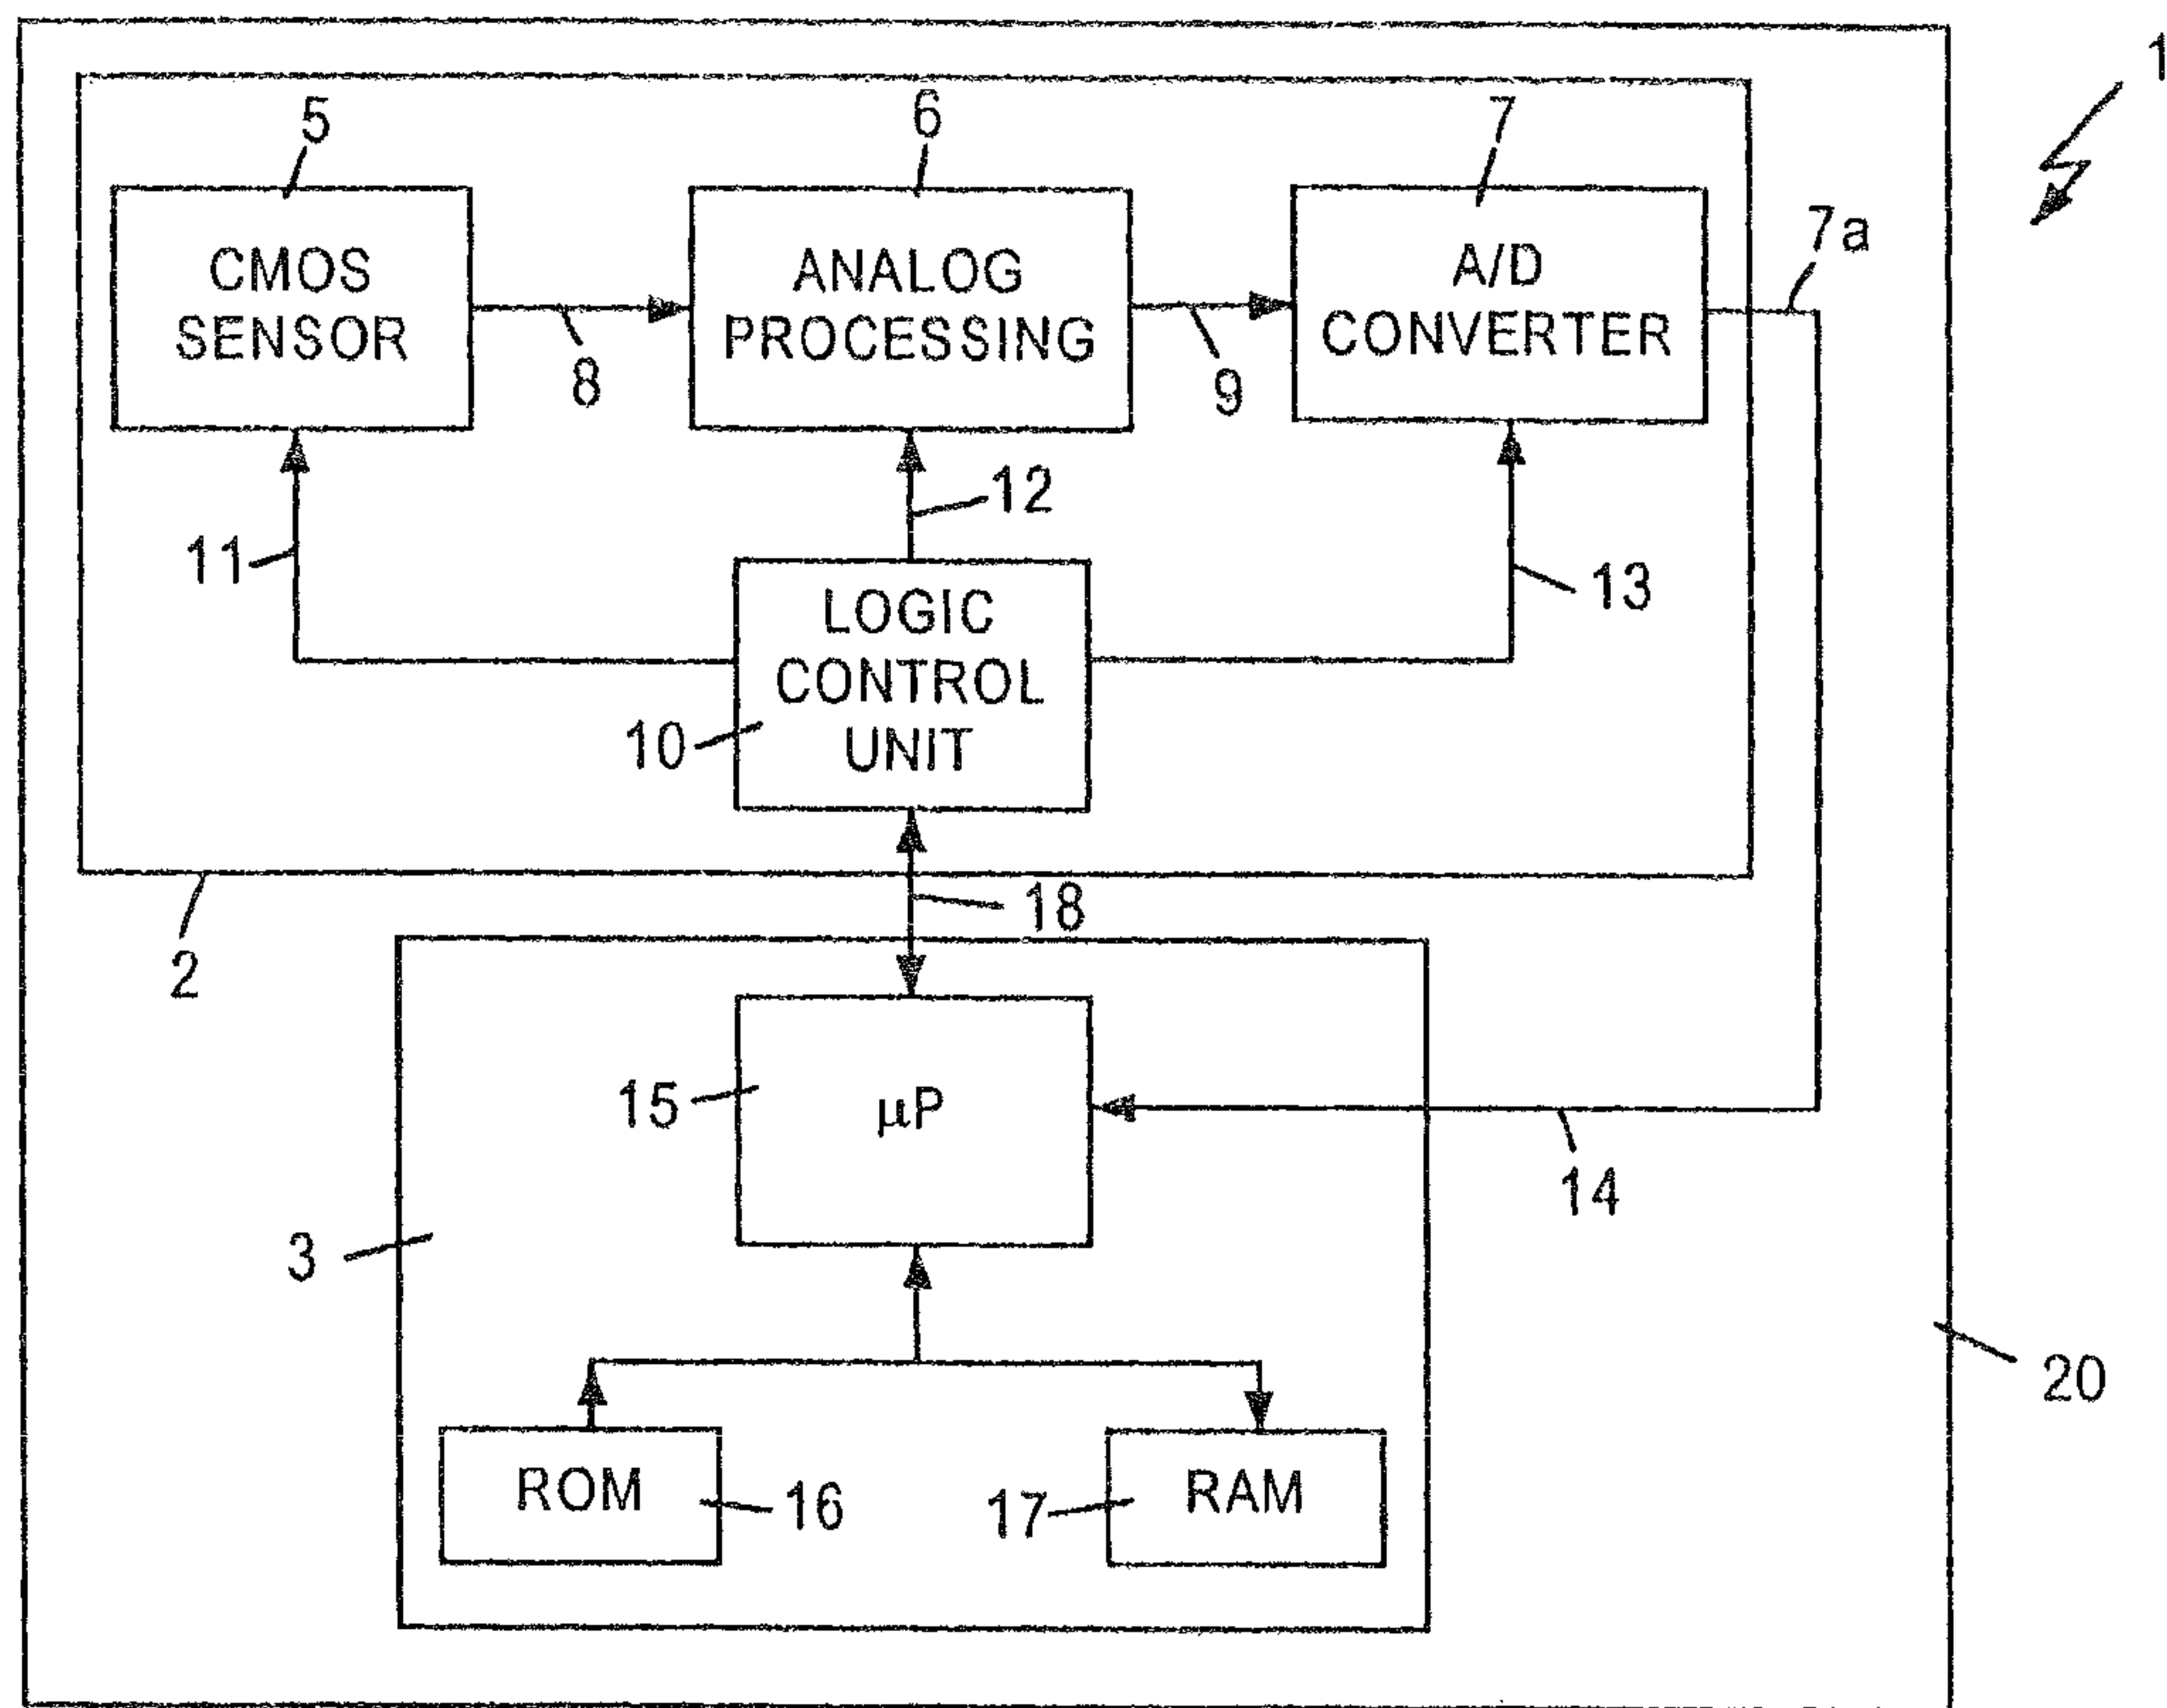 1
5
6
7
7a
CMOS
SENSOR
ANALOG
PROCESSING
A/D
CONVERTER
8
9
12
11
13
LOGIC
CONTROL
UNIT
10
18
2
15
μP
14
3
20
ROM
16
17
RAM